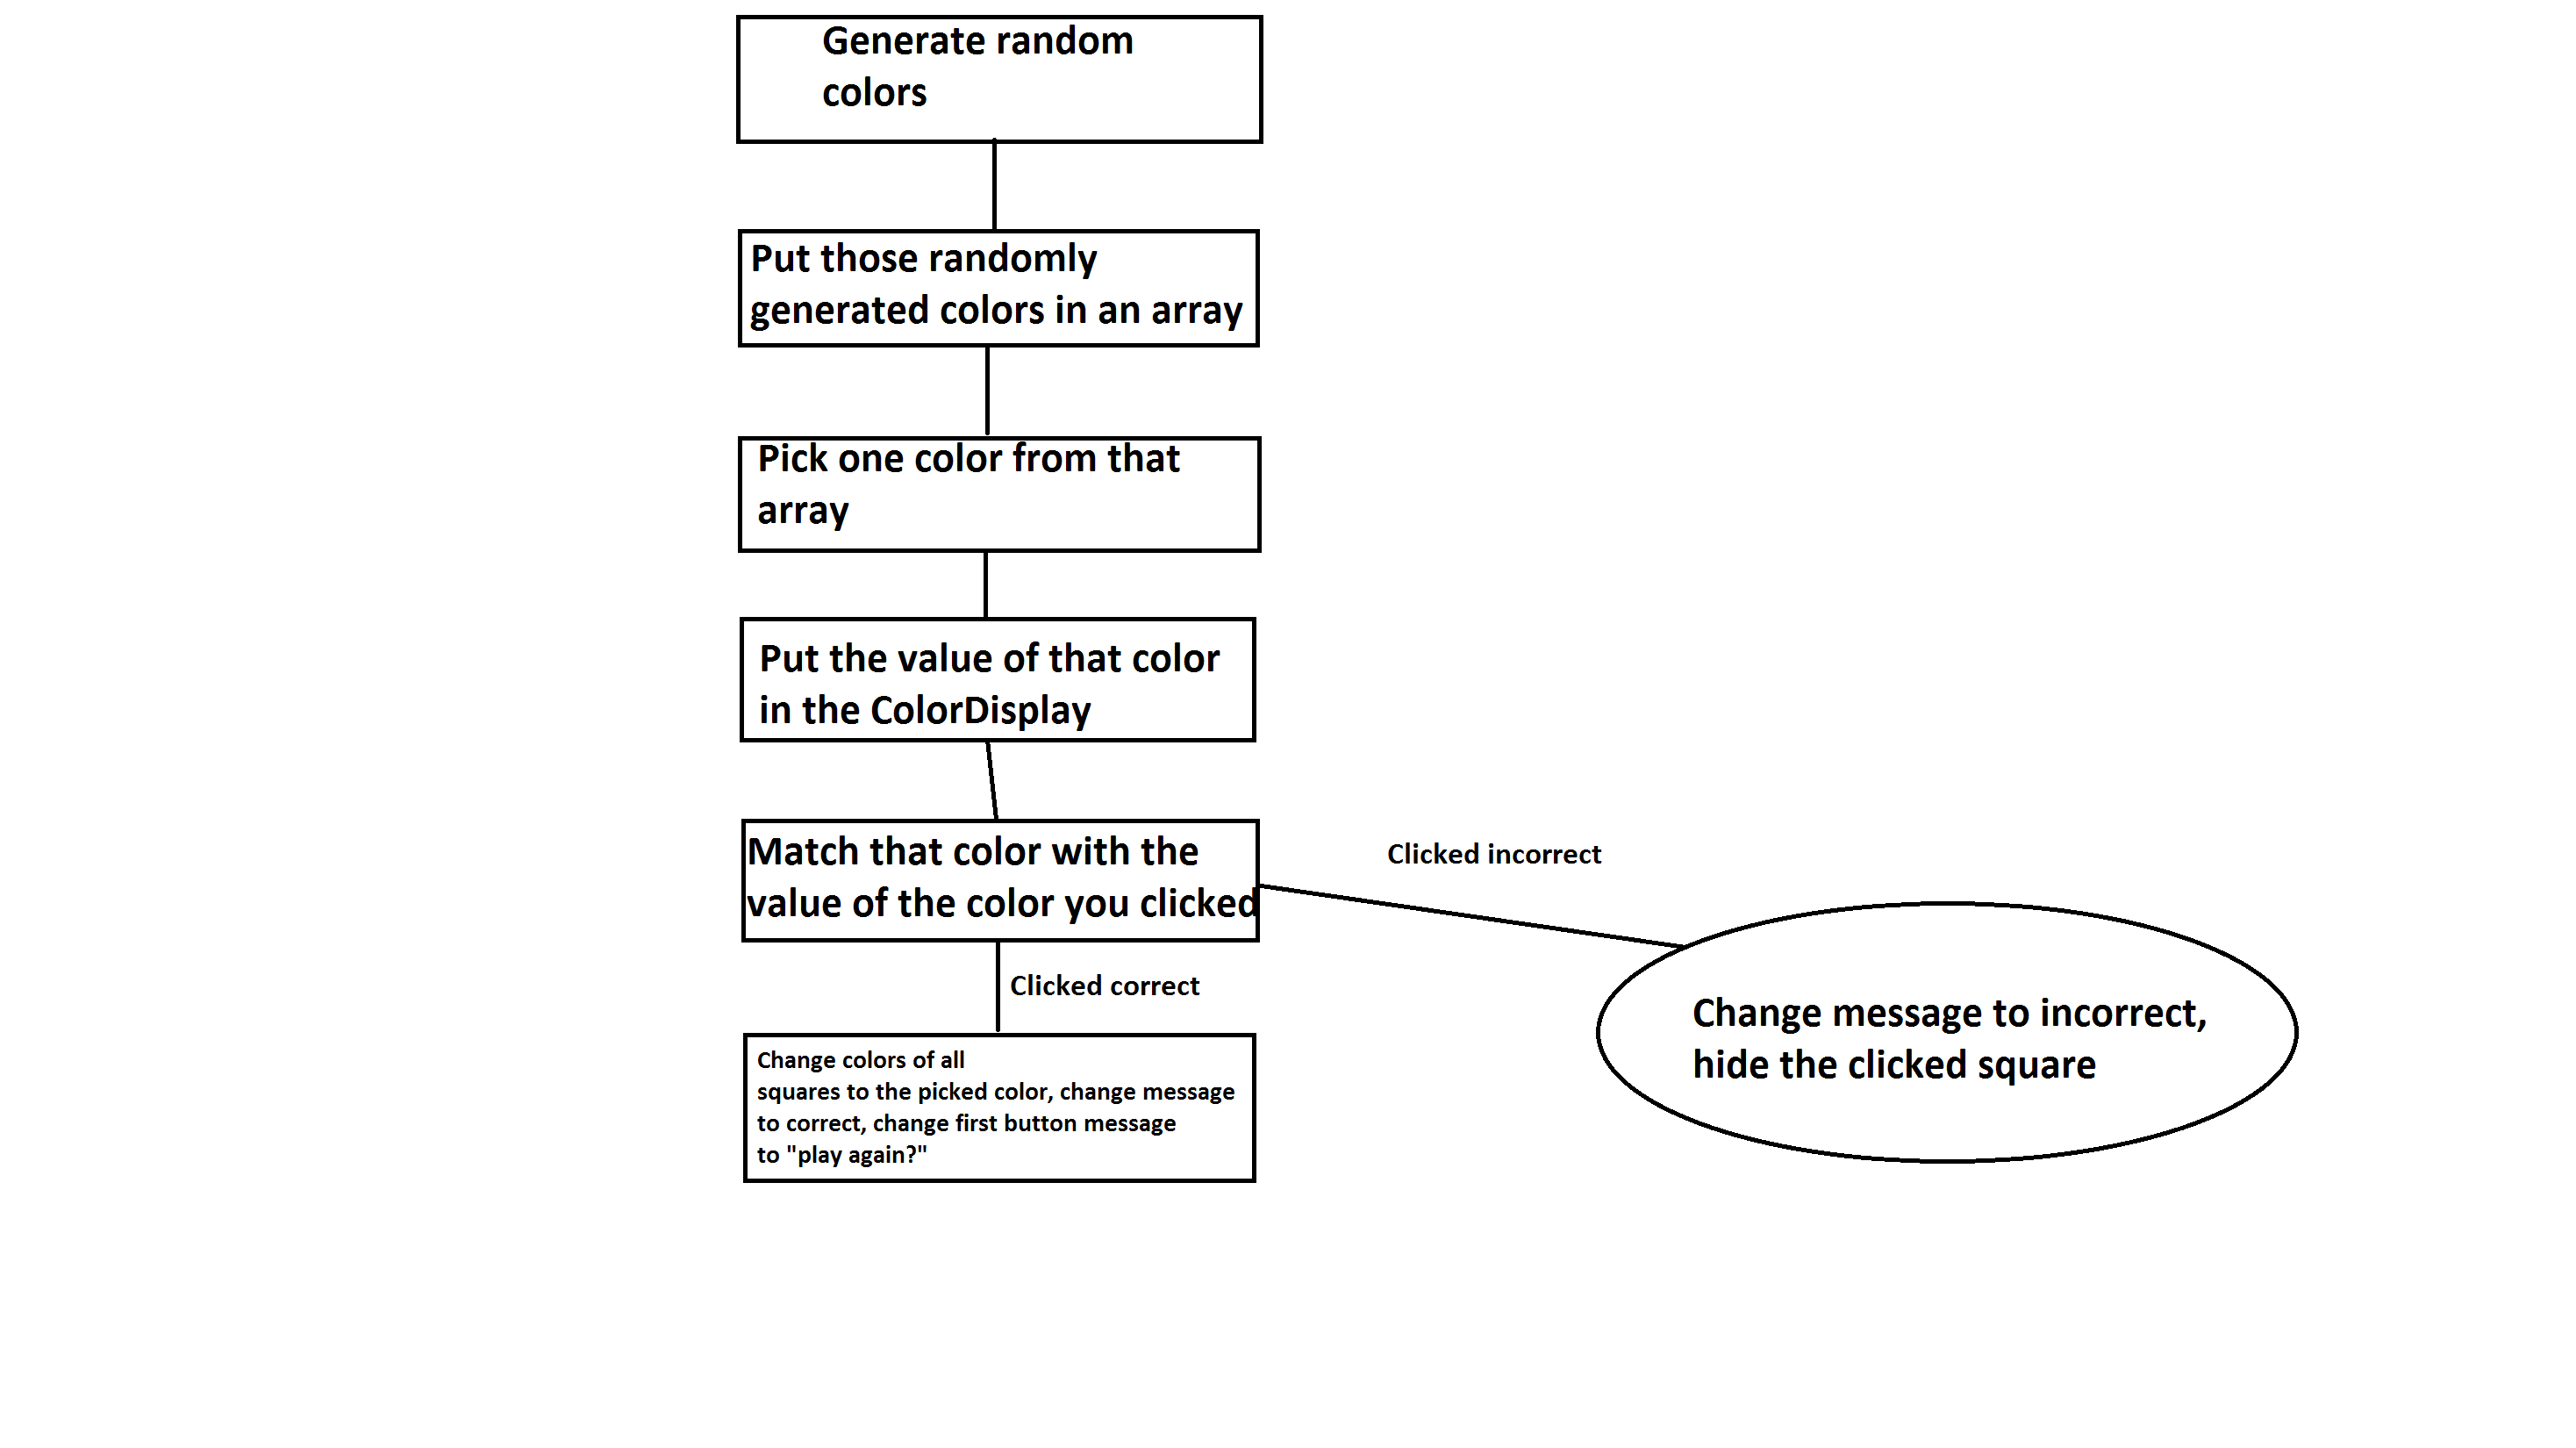 Generate random
colors
Put those randomly
generated colors in an array
Pick one color from that
array
Put the value of that color
in the ColorDisplay
Match that color with the
value of the color you clicked
Clicked incorrect
Clicked correct
Change message to incorrect,
hide the clicked square
Change colors of all
squares to the picked color, change message
to correct, change first button message
to "play again?"